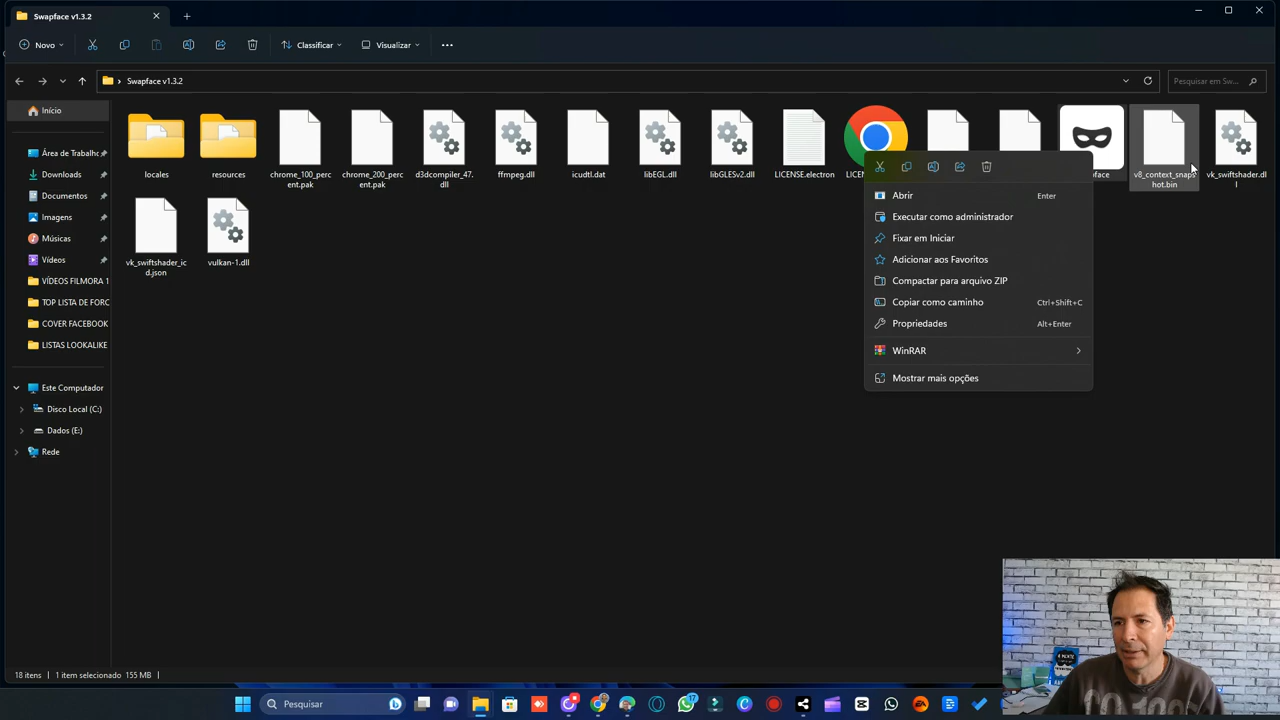 Swapface v1.3.2
Novo
Classificar
Visualizar
Swapface v1.3.2
Pesquisar em Sw...
Início
Área de Trabalho
Downloads
Documentos
Imagens
Músicas
Vídeos
VÍDEOS FILMORA 1
TOP LISTA DE FORC
COVER FACEBOOK
LISTAS LOOKALIKE
Este Computador
Disco Local (C:)
Dados (E:)
Rede
locales
resources
chrome_100_perc
ent.pak
chrome_200_perc
ent.pak
d3dcompiler_47.
dll
ffmpeg.dll
icudtl.dat
libEGL.dll
libGLESv2.dll
LICENSE.electron
LICEN
pface
v8_context_snaps
hot.bin
vk_swiftshader.dl
l
vk_swiftshader_ic
d.json
vulkan-1.dll
Abrir Enter
Executar como administrador
Fixar em Iniciar
Adicionar aos Favoritos
Compactar para arquivo ZIP
Copiar como caminho Ctrl+Shift+C
Propriedades Alt+Enter
WinRAR
Mostrar mais opções
18 itens
1 item selecionado 155 MB
Pesquisar
17